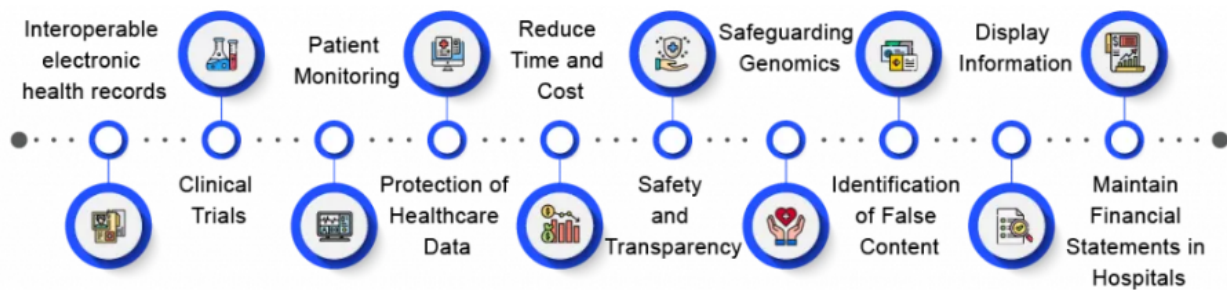 Interoperable
electronic
health records
Clinical
Trials
Patient
Monitoring
Protection of
Healthcare
Data
Reduce
Time and
Cost
Safety
and
Transparency
Safeguarding
Genomics
Identification
of False
Content
Display
Information
Maintain
Financial
Statements in
Hospitals